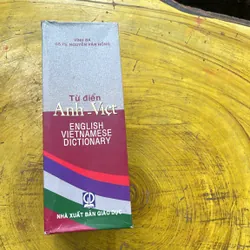 Từ điển
Anh - Việt
ENGLISH
VIETNAMESE
DICTIONARY
NHÀ XUẤT BẢN GIÁO DỤC